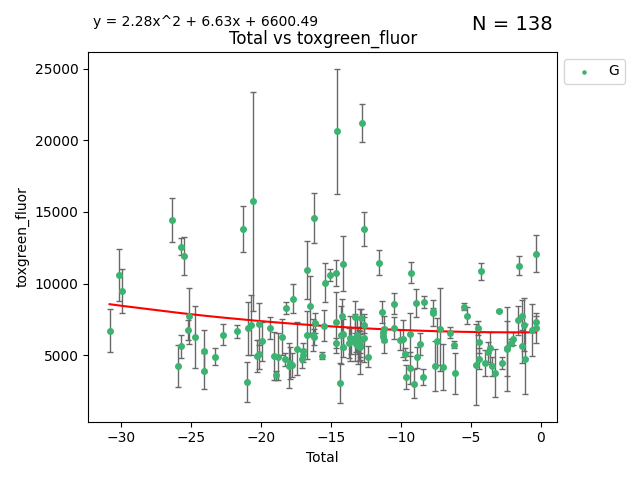 y = 2.28x^2 + 6.63x + 6600.49
N = 138
Total vs toxgreen_fluor
G
25000
20000
15000
10000
5000
toxgreen_fluor
−30 −25 −20 −15 −10 −5 0
Total